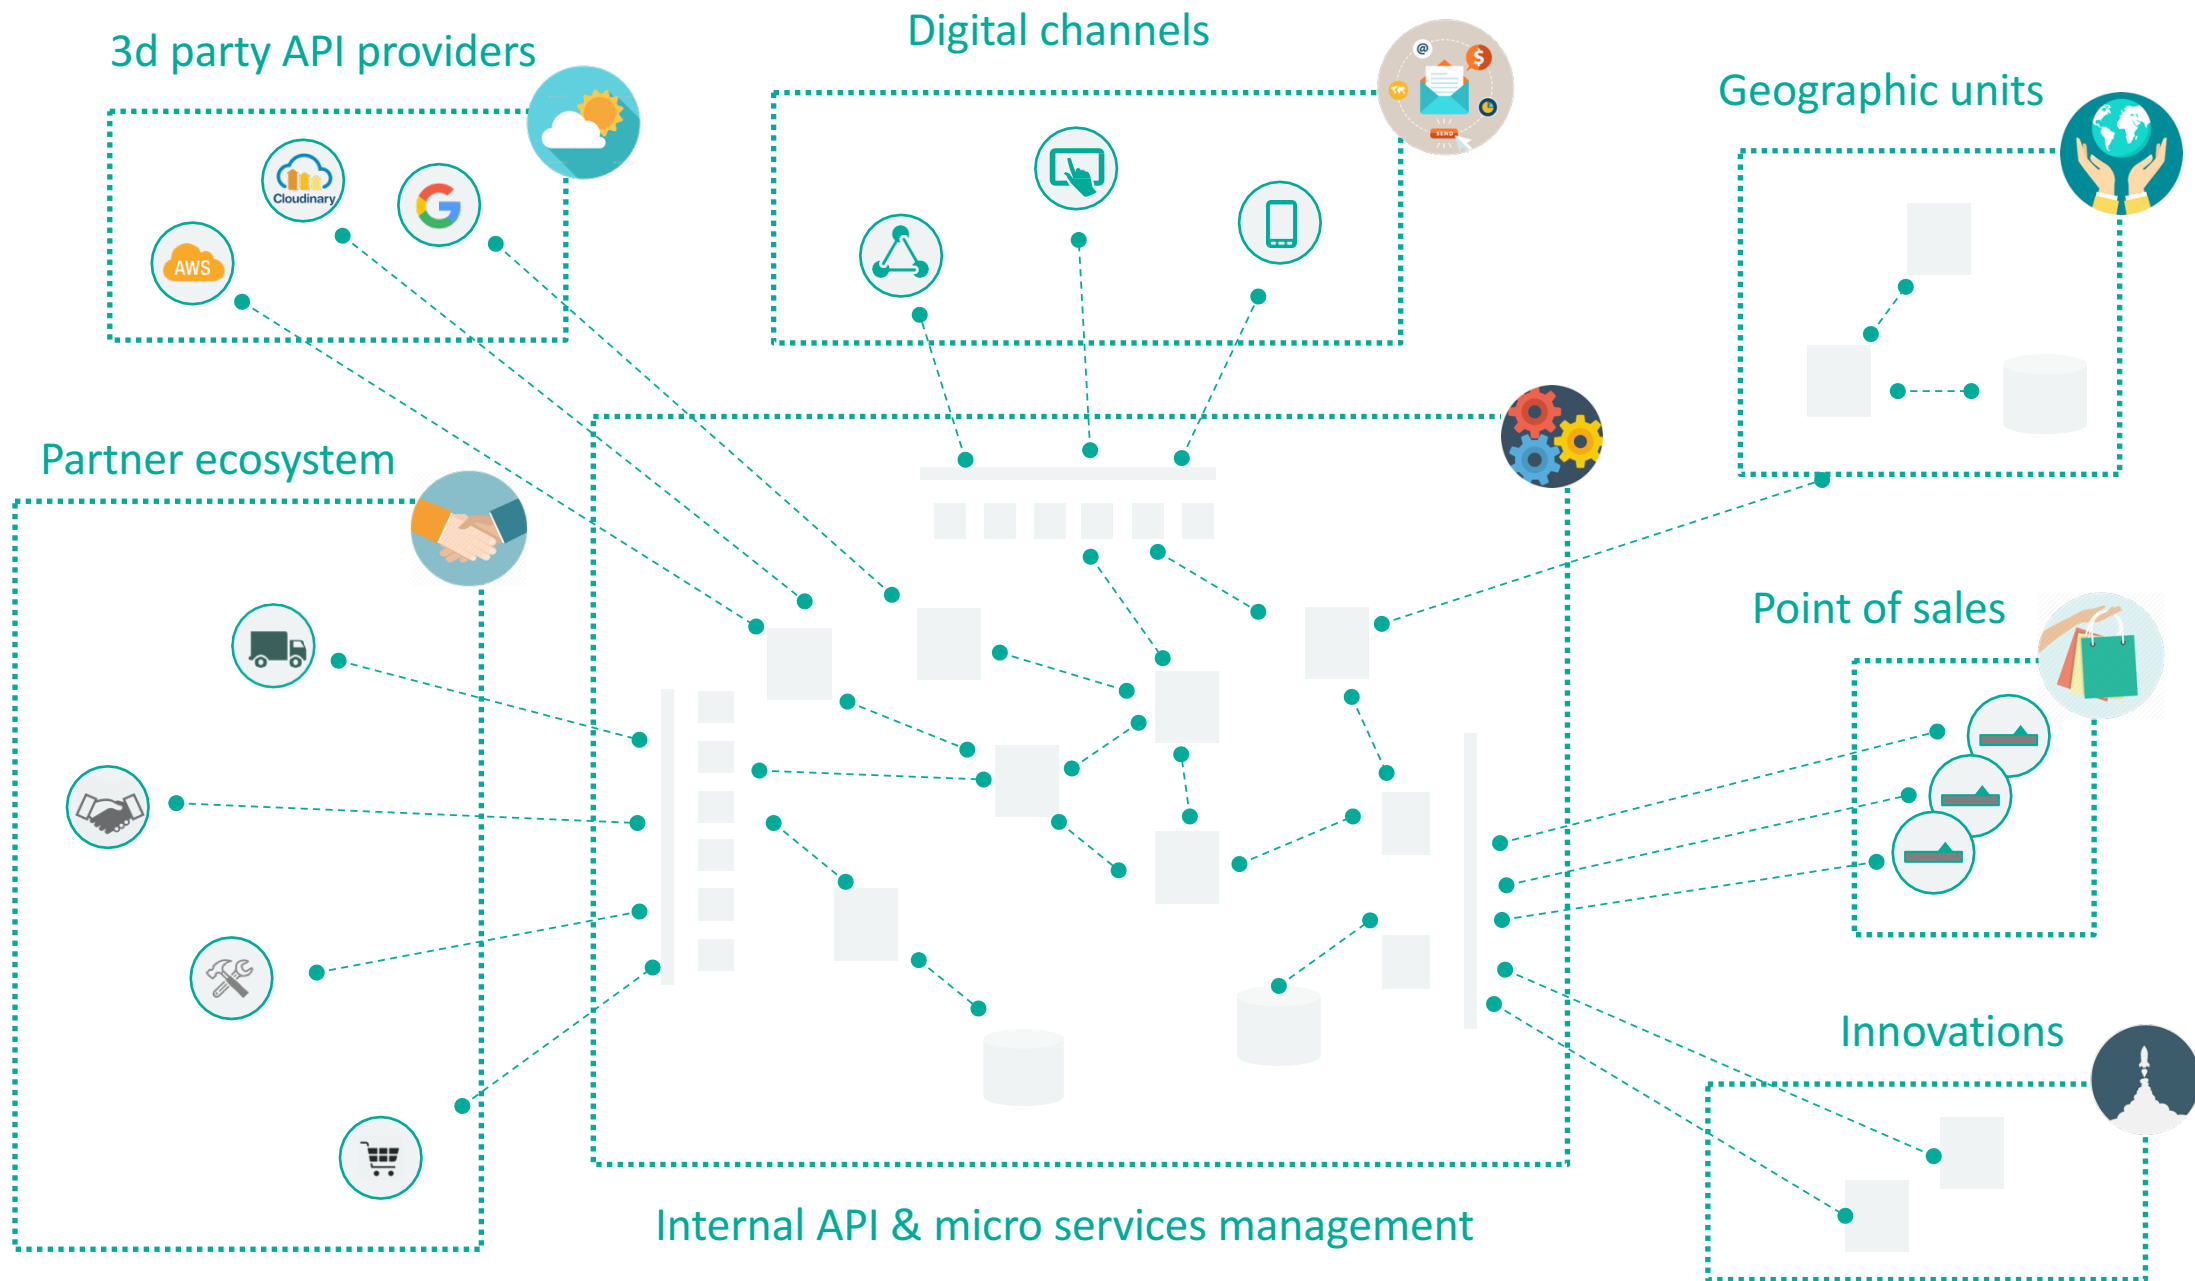 Digital channels
3d party API providers
Geographic units
@
$
SEND
Cloudinary
AWS
Partner ecosystem
Point of sales
Innovations
Internal API & micro services management